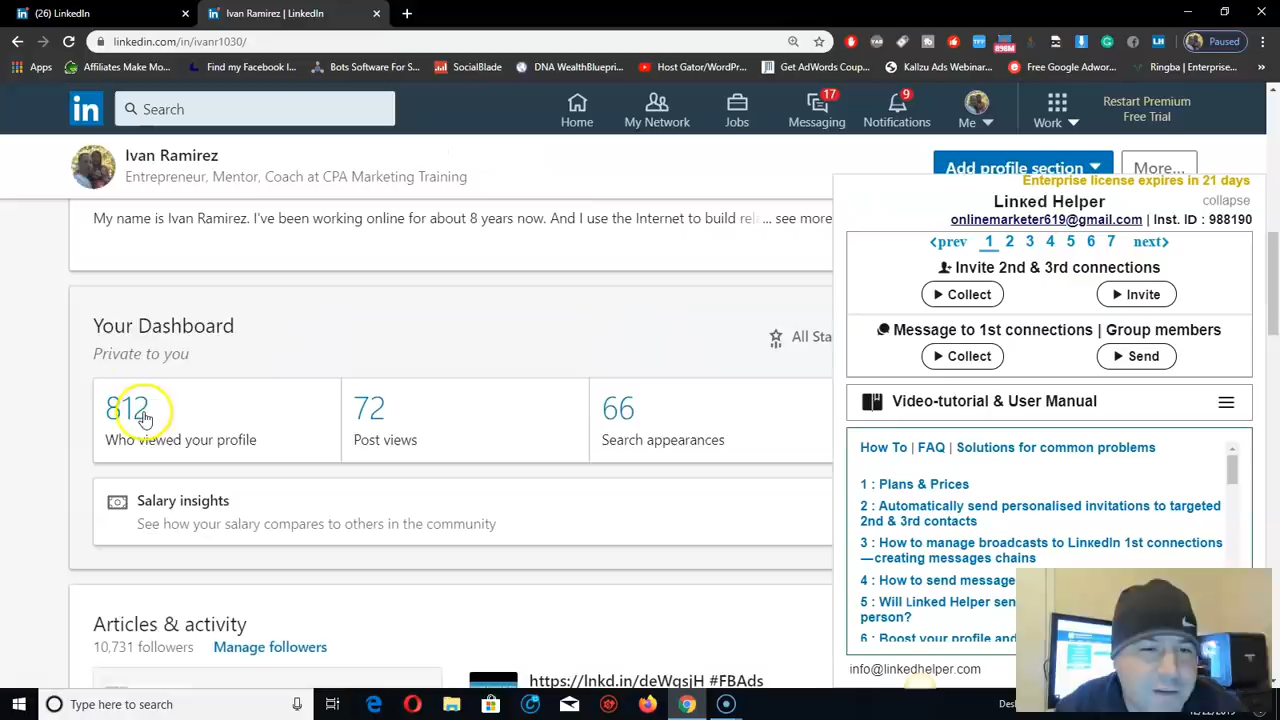 (26) LinkedIn
Ivan Ramirez | LinkedIn
linkedin.com/in/ivanr1030/
Paused
Apps
Affiliates Make Mo...
Find my Facebook I...
Bots Software For S...
SocialBlade
DNA WealthBluepri...
Host Gator/WordPr...
Get AdWords Coup...
Kallzu Ads Widescr...
Free Google Adwor...
Ringba | Enterprise...
in
Search
Home
My Network
Jobs
17
Messaging
9
Notifications
Me
Work
Restart Premium
Free Trial
Ivan Ramirez
Entrepreneur, Mentor, Coach at CPA Marketing Training
Add profile section
More...
My name is Ivan Ramirez. I've been working online for about 8 years now. And I use the Internet to build rela... see more
Your Dashboard
Private to you
All Sta
812
Who viewed your profile
72
Post views
66
Search appearances
Salary insights
See how your salary compares to others in the community
Articles & activity
10,731 followers
Manage followers
https://lnkd.in/deWqsjH #FBAds
Enterprise license expires in 21 days
Linked Helper
collapse
onlinemarketer619@gmail.com | Inst. ID : 988190
prev 1 2 3 4 5 6 7 next
Invite 2nd & 3rd connections
Collect
Invite
Message to 1st connections | Group members
Collect
Send
Video-tutorial & User Manual
How To | FAQ | Solutions for common problems
1 : Plans & Prices
2 : Automatically send personalised invitations to targeted
2nd & 3rd contacts
3 : How to manage broadcasts to LinkedIn 1st connections
—creating messages chains
4 : How to send message
5 : Will Linked Helper sen
person?
6 : Boost your profile and
info@linkedhelper.com
Type here to search